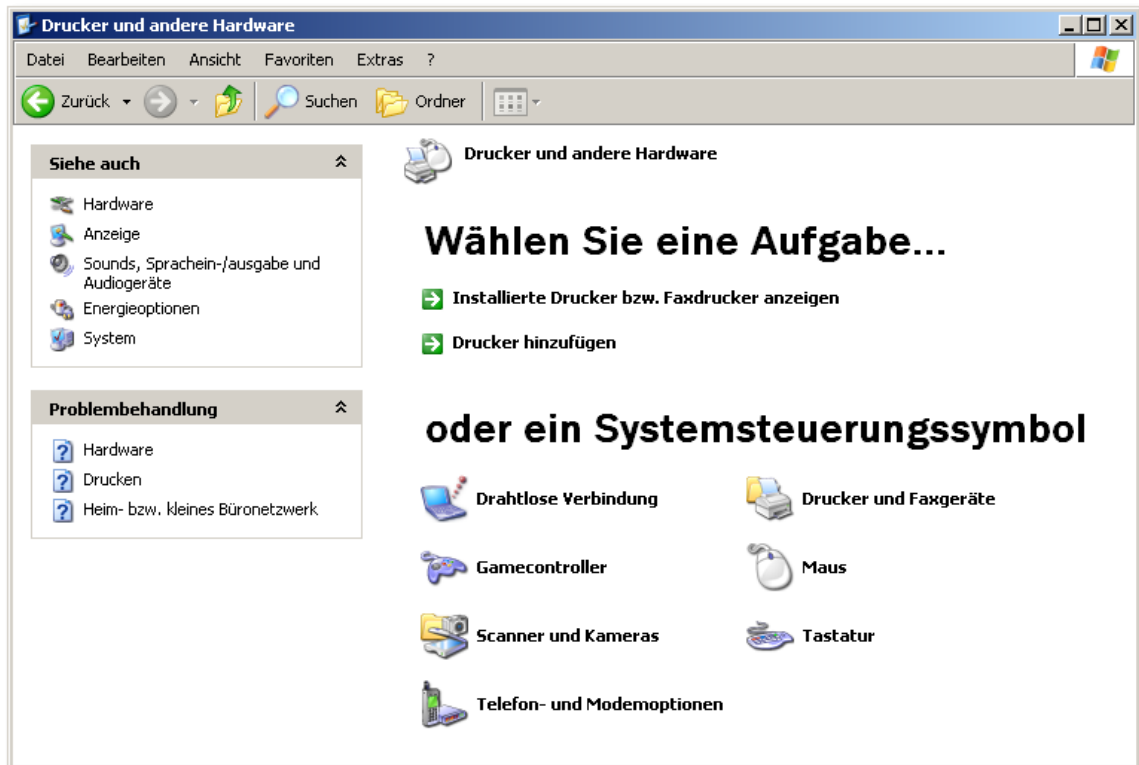 Drucker und andere Hardware
Datei Bearbeiten Ansicht Favoriten Extras ?
Zurück Suchen Ordner
Siehe auch
Hardware
Anzeige
Sounds, Sprachein-/ausgabe und
Audiogeräte
Energieoptionen
System
Problembehandlung
Hardware
Drucken
Heim- bzw. kleines Büronetzwerk
Drucker und andere Hardware
Wählen Sie eine Aufgabe...
Installierte Drucker bzw. Faxdrucker anzeigen
Drucker hinzufügen
oder ein Systemsteuerungssymbol
Drahtlose Verbindung
Drucker und Faxgeräte
Gamecontroller
Maus
Scanner und Kameras
Tastatur
Telefon- und Modemoptionen